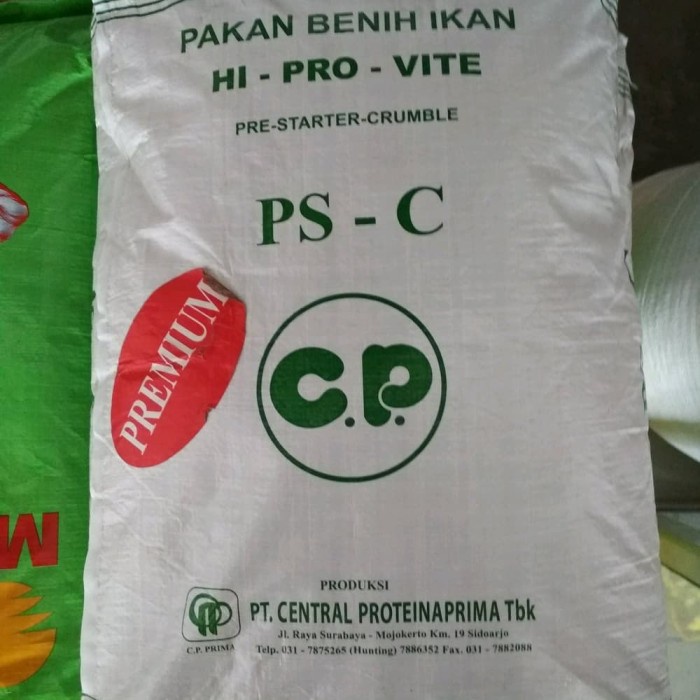 PAKAN BENIH IKAN
HI - PRO - VITE
PRE-STARTER-CRUMBLE
PS - C
PREMIUM
C.P.
PRODUKSI
C.P. PRIMA
PT. CENTRAL PROTEINAPRIMA Tbk
Jl. Raya Surabaya - Mojokerto Km. 19 Sidoarjo
Telp. 031 - 7875265 (Hunting) 7886352 Fax. 031 - 7882088
M